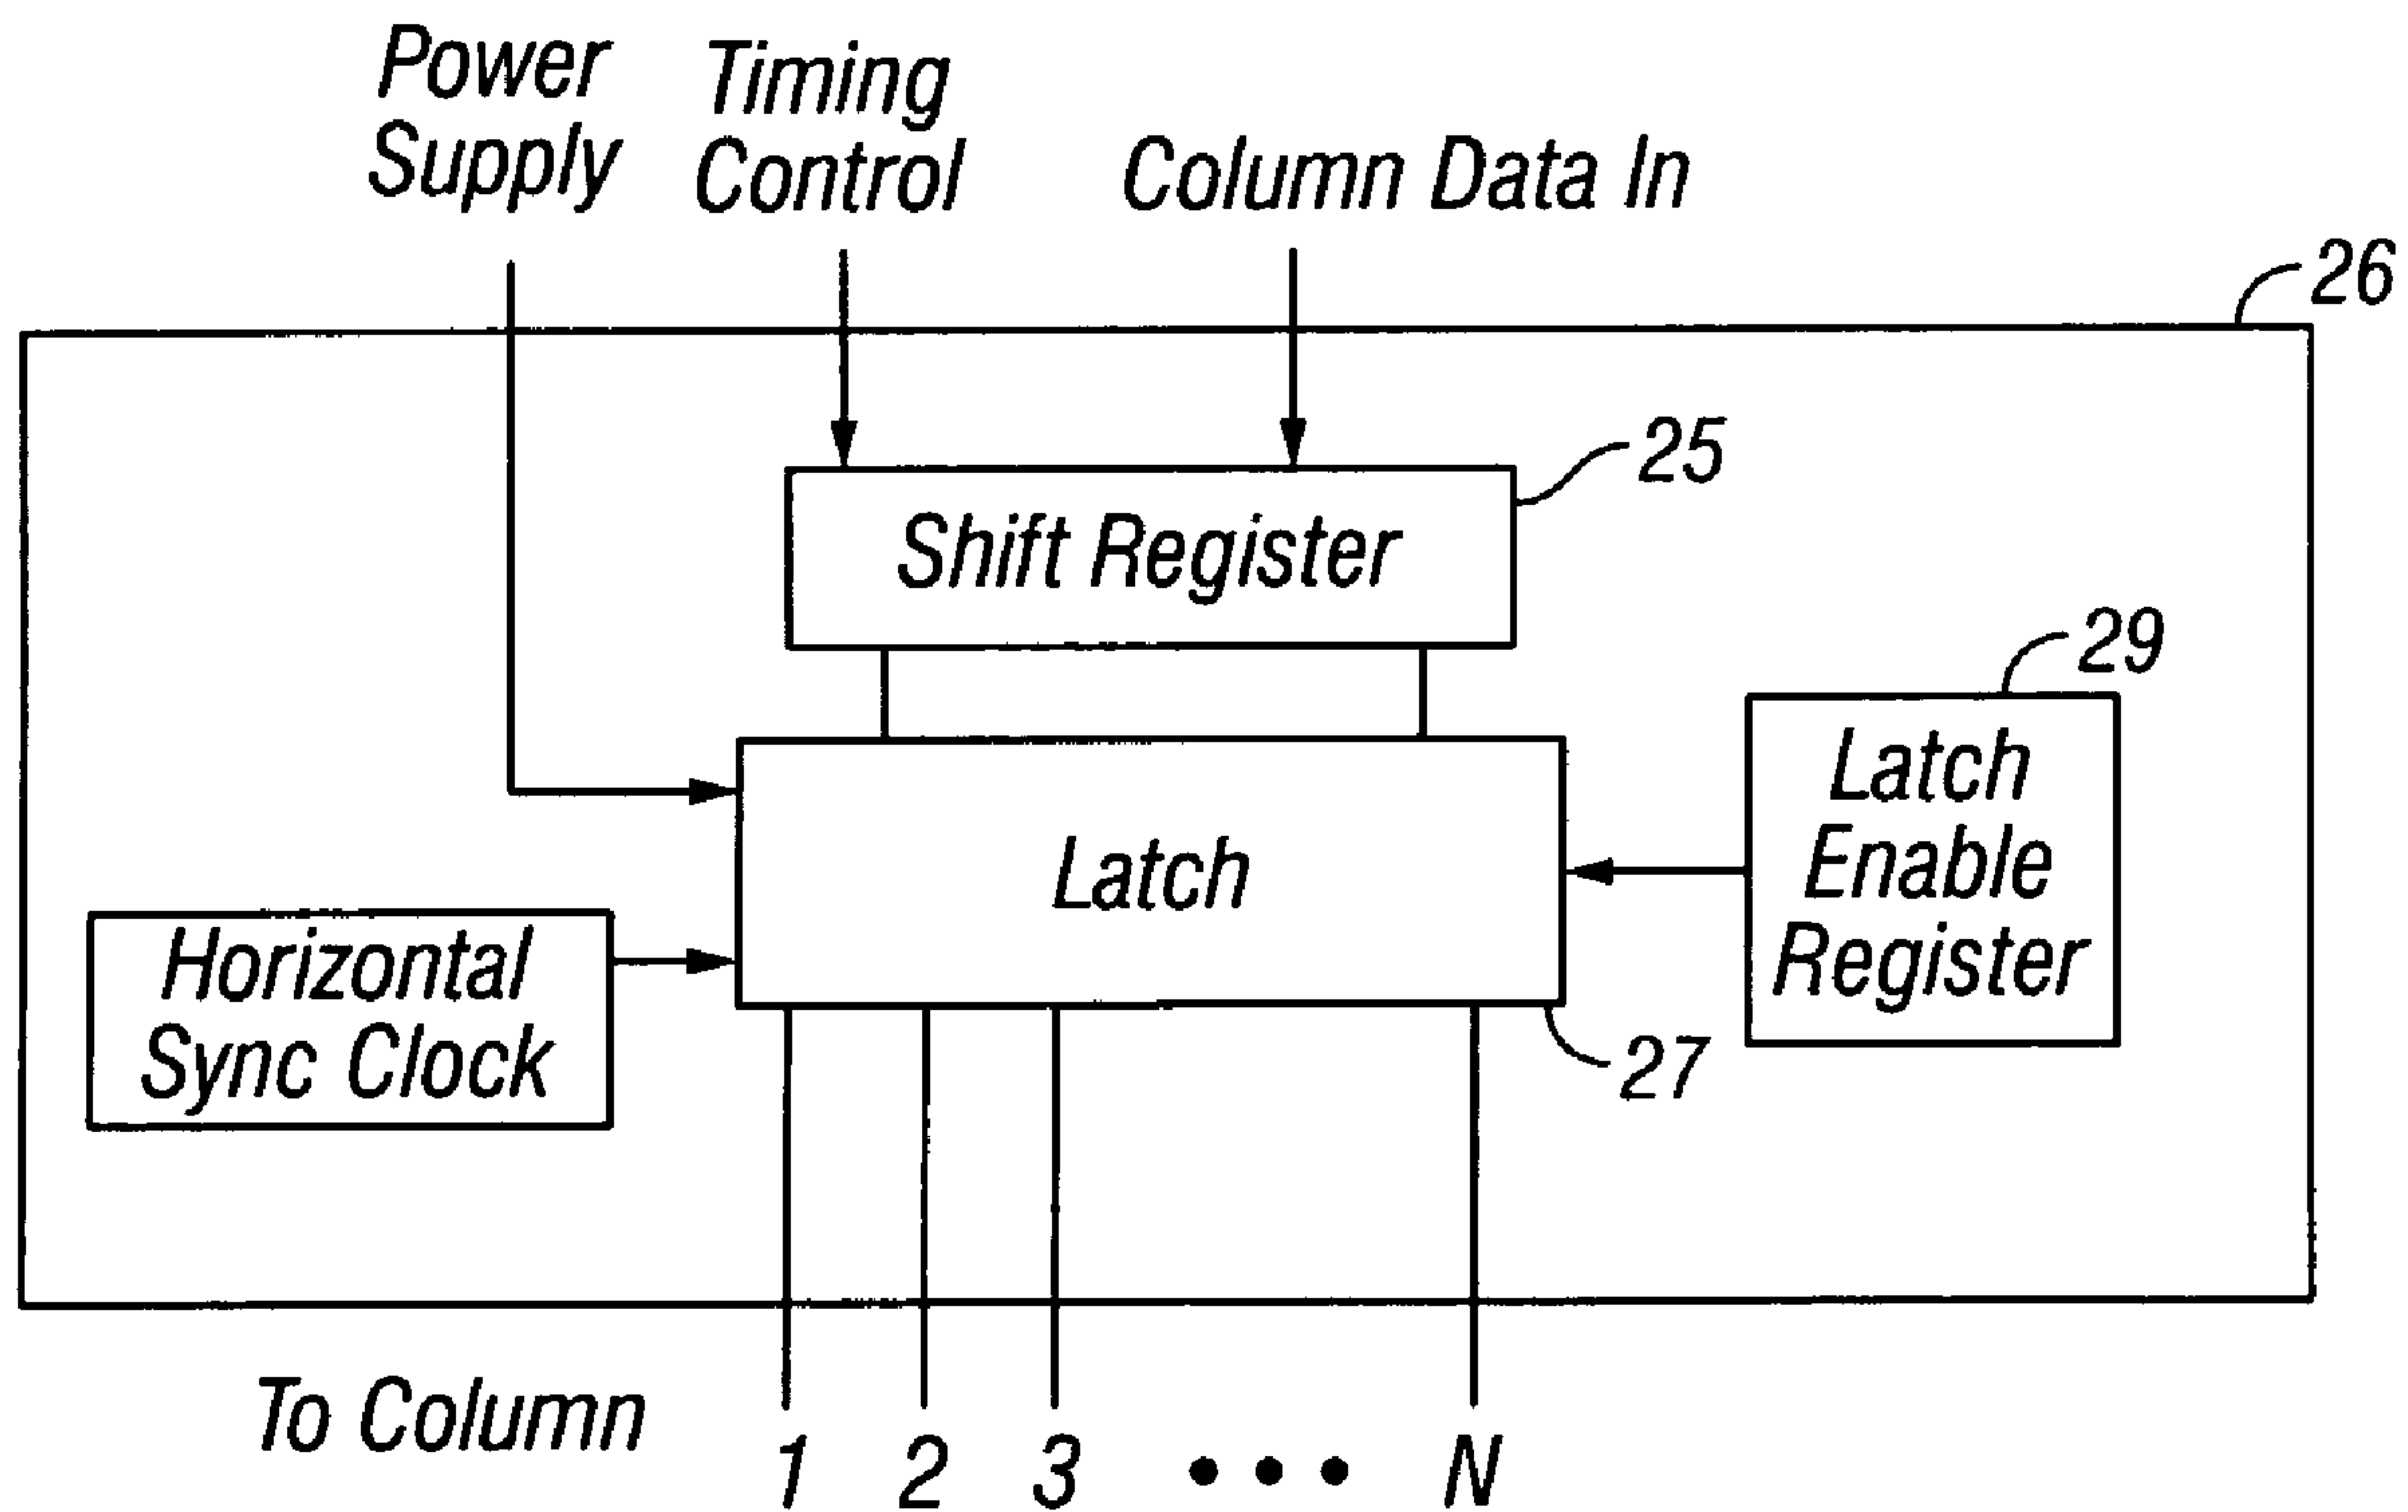 Power
Supply
Timing
Control
Column Data In
26
25
Shift Register
29
Latch
Enable
Register
Latch
Horizontal
Sync Clock
27
To Column
1 2 3 • • • N